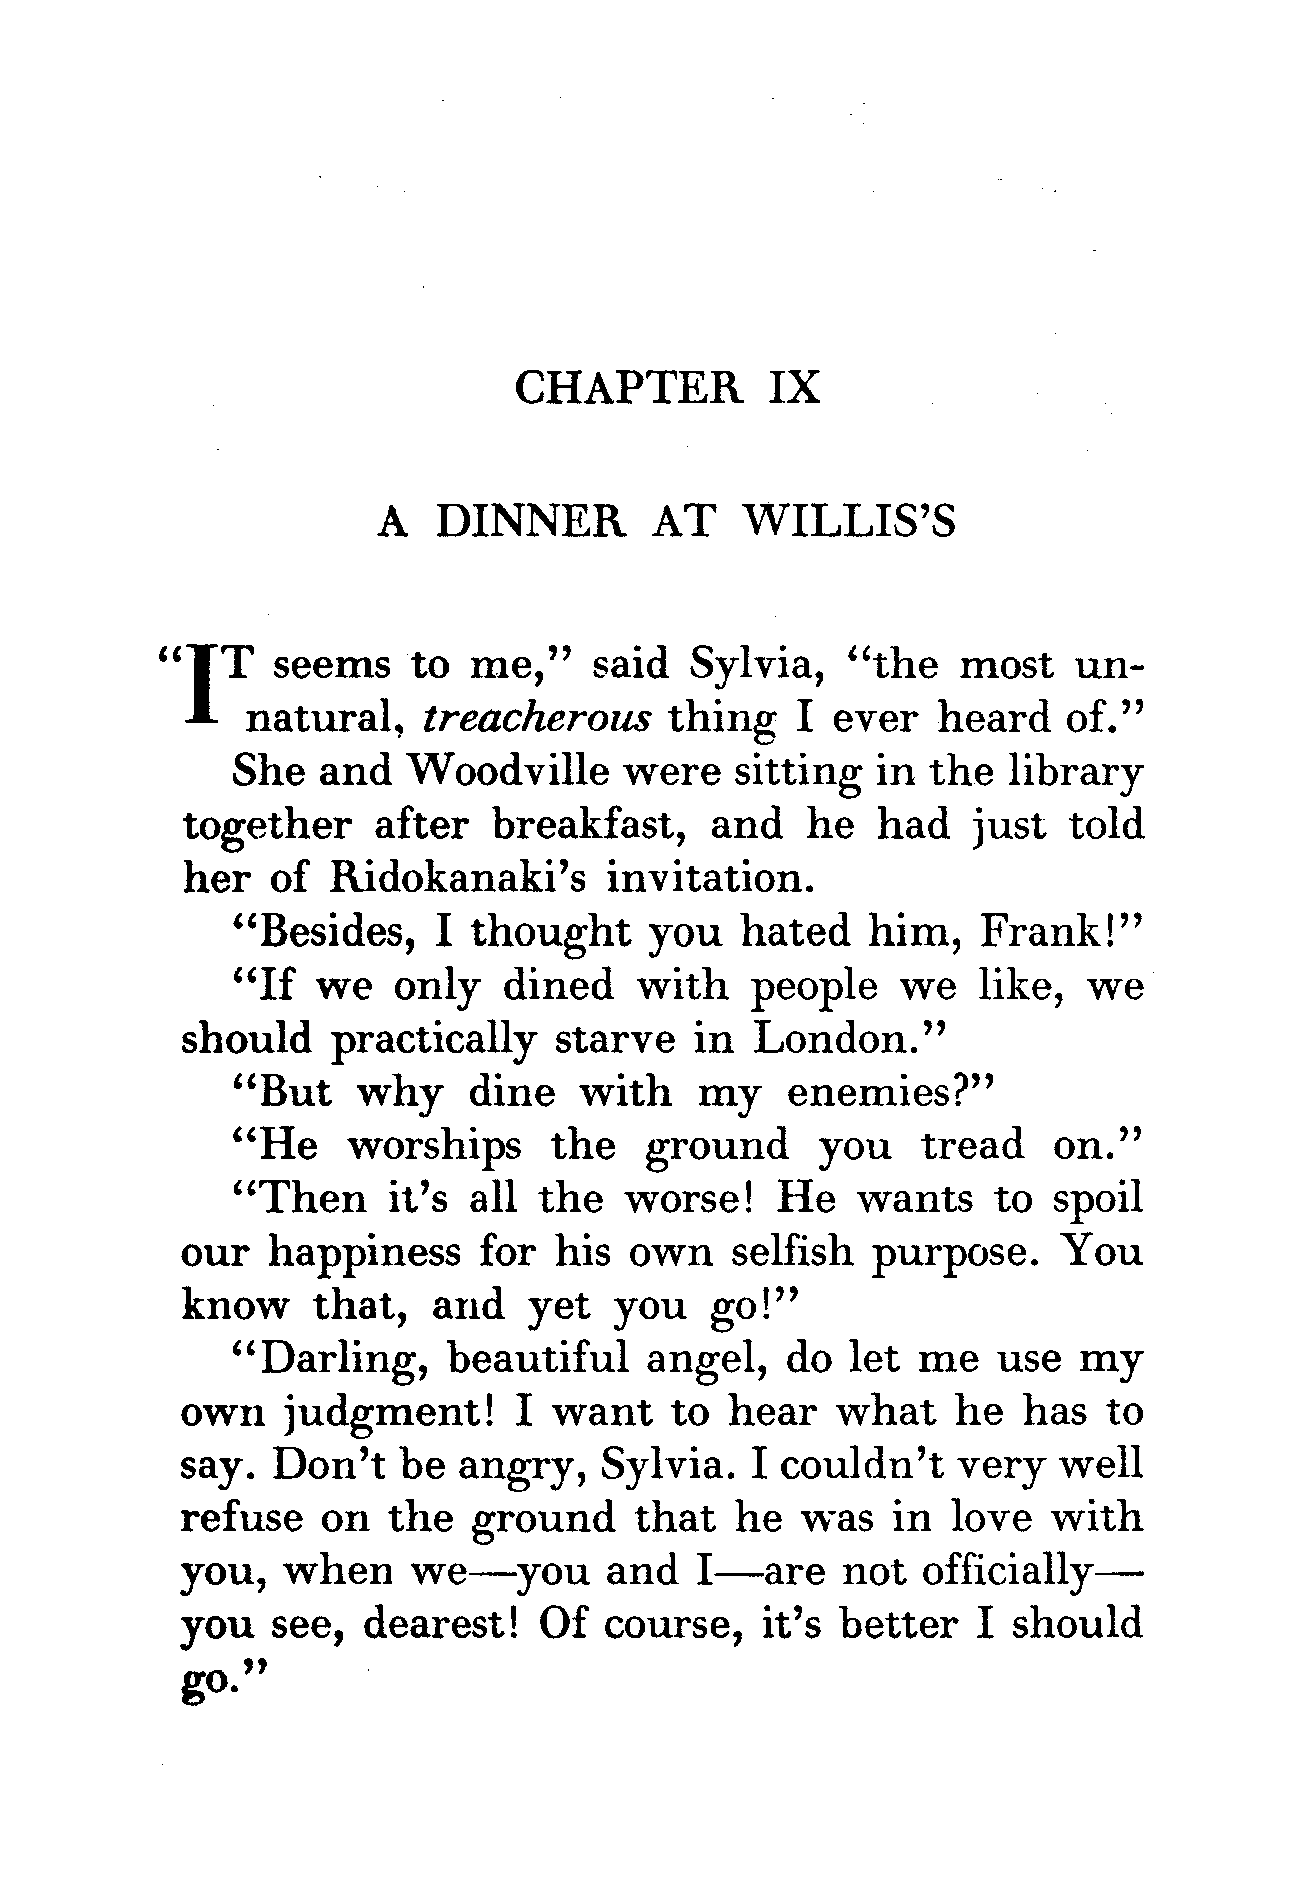 CHAPTER IX
A DINNER AT WILLIS'S
“IT seems to me,” said Sylvia, “the most un-
natural, treacherous thing I ever heard of.”
She and Woodville were sitting in the library
together after breakfast, and he had just told
her of Ridokanaki's invitation.
“Besides, I thought you hated him, Frank!”
“If we only dined with people we like, we
should practically starve in London.”
“But why dine with my enemies?”
“He worships the ground you tread on.”
“Then it's all the worse! He wants to spoil
our happiness for his own selfish purpose. You
know that, and yet you go!”
“Darling, beautiful angel, do let me use my
own judgment! I want to hear what he has to
say. Don't be angry, Sylvia. I couldn't very well
refuse on the ground that he was in love with
you, when we—you and I—are not officially—
you see, dearest! Of course, it's better I should
go.”